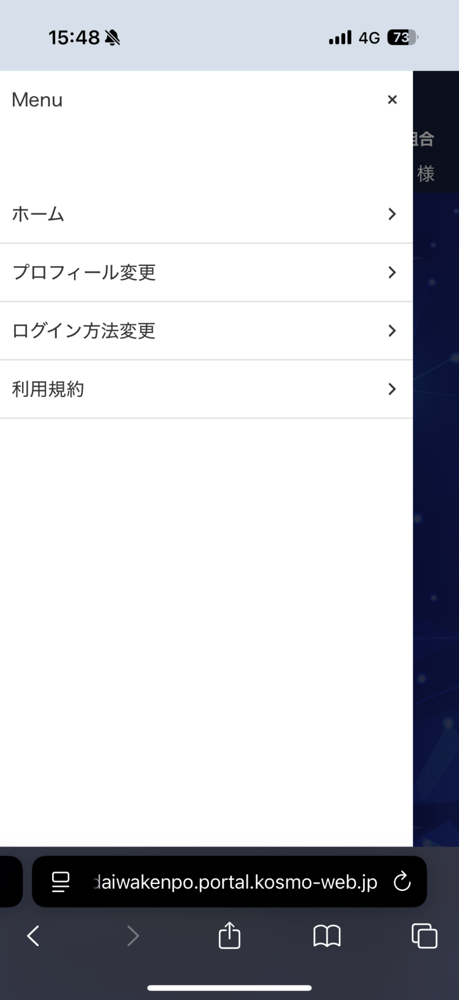 15:48
4G 73
Menu ×
組合
様
ホーム
プロフィール変更
ログイン方法変更
利用規約
daiwakenpo.portal.kosmo-web.jp